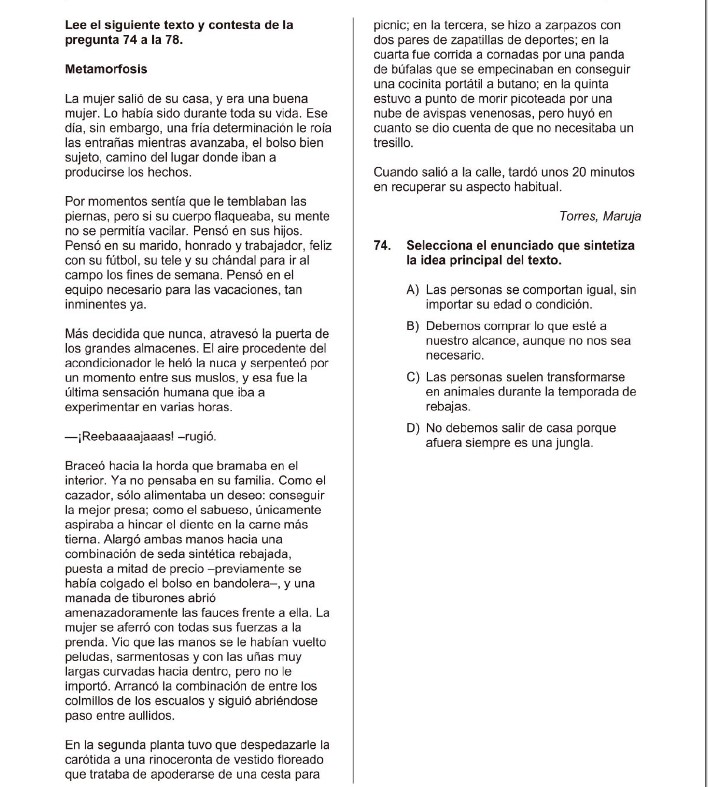 Lee el siguiente texto y contesta de la
pregunta 74 a la 78.
Metamorfosis
La mujer salió de su casa, y era una buena
mujer. Lo había sido durante toda su vida. Ese
día, sin embargo, una fría determinación le roía
las entrañas mientras avanzaba, el bolso bien
sujeto, camino del lugar donde iban a
producirse los hechos.
Por momentos sentía que le temblaban las
piernas, pero si su cuerpo flaqueaba, su mente
no se permitía vacilar. Pensó en sus hijos.
Pensó en su marido, honrado y trabajador, feliz
con su fútbol, su tele y su chándal para ir al
campo los fines de semana. Pensó en el
equipo necesario para las vacaciones, tan
inminentes ya.
Más decidida que nunca, atravesó la puerta de
los grandes almacenes. El aire procedente del
acondicionador le heló la nuca y serpenteó por
un momento entre sus muslos, y esa fue la
última sensación humana que iba a
experimentar en varias horas.
—¡Reebaaaajaaas! –rugió.
Braceó hacia la horda que bramaba en el
interior. Ya no pensaba en su familia. Como el
cazador, sólo alimentaba un deseo: conseguir
la mejor presa; como el sabueso, únicamente
aspiraba a hincar el diente en la carne más
tierna. Alargó ambas manos hacia una
combinación de seda sintética rebajada,
puesta a mitad de precio –previamente se
había colgado el bolso en bandolera–, y una
manada de tiburones abrió
amenazadoramente las fauces frente a ella. La
mujer se aferró con todas sus fuerzas a la
prenda. Vio que las manos se le habían vuelto
peludas, sarmentosas y con las uñas muy
largas curvadas hacia dentro, pero no le
importó. Arrancó la combinación de entre los
colmillos de los escualos y siguió abriéndose
paso entre aullidos.
En la segunda planta tuvo que despedazarle la
carótida a una rinoceronta de vestido floreado
que trataba de apoderarse de una cesta para
picnic; en la tercera, se hizo a zarpazos con
dos pares de zapatillas de deportes; en la
cuarta fue corrida a cornadas por una panda
de búfalas que se empecinaban en conseguir
una cocinita portátil a butano; en la quinta
estuvo a punto de morir picoteada por una
nube de avispas venenosas, pero huyó en
cuanto se dio cuenta de que no necesitaba un
tresillo.
Cuando salió a la calle, tardó unos 20 minutos
en recuperar su aspecto habitual.
Torres, Maruja
74. Selecciona el enunciado que sintetiza
la idea principal del texto.
A) Las personas se comportan igual, sin
importar su edad o condición.
B) Debemos comprar lo que esté a
nuestro alcance, aunque no nos sea
necesario.
C) Las personas suelen transformarse
en animales durante la temporada de
rebajas.
D) No debemos salir de casa porque
afuera siempre es una jungla.